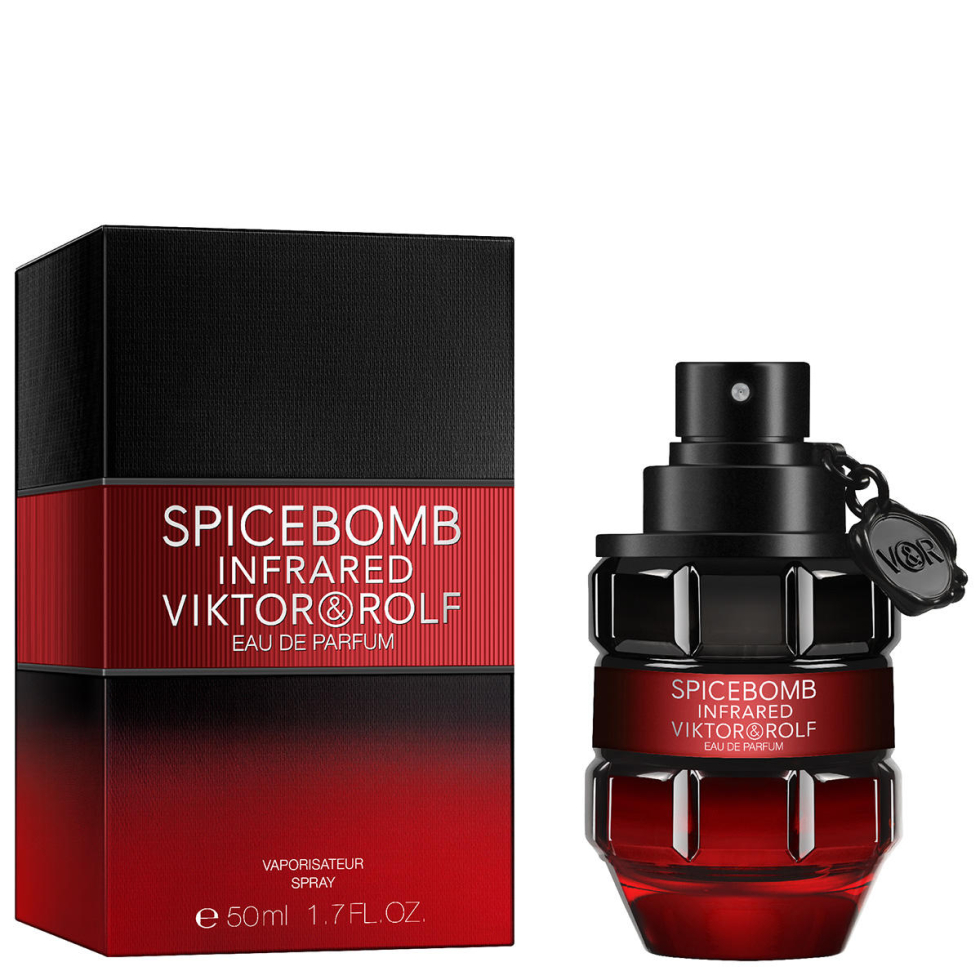 SPICEBOMB
INFRARED
VIKTOR&ROLF
EAU DE PARFUM
VAPORISATEUR
SPRAY
℮ 50ml 1.7FL.OZ.
V&R
SPICEBOMB
INFRARED
VIKTOR&ROLF
EAU DE PARFUM